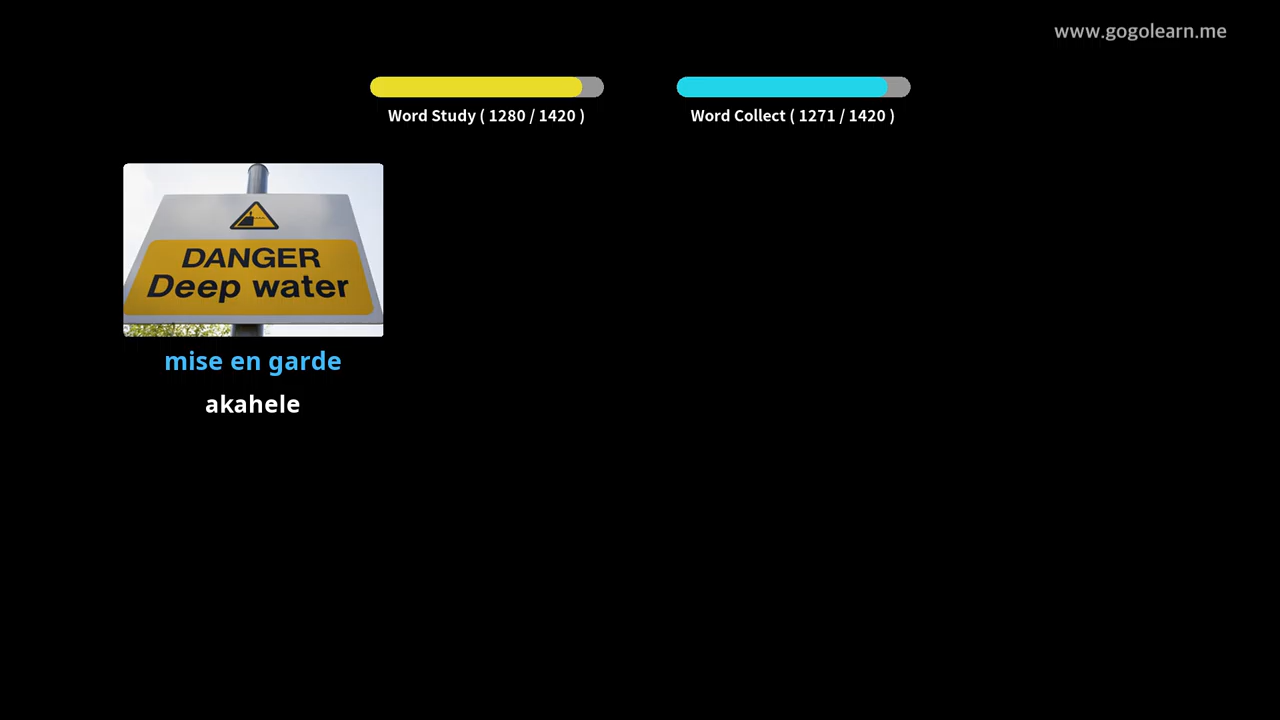 www.gogolearn.me
Word Study ( 1280 / 1420 )
Word Collect ( 1271 / 1420 )
DANGER
Deep water
mise en garde
akahele